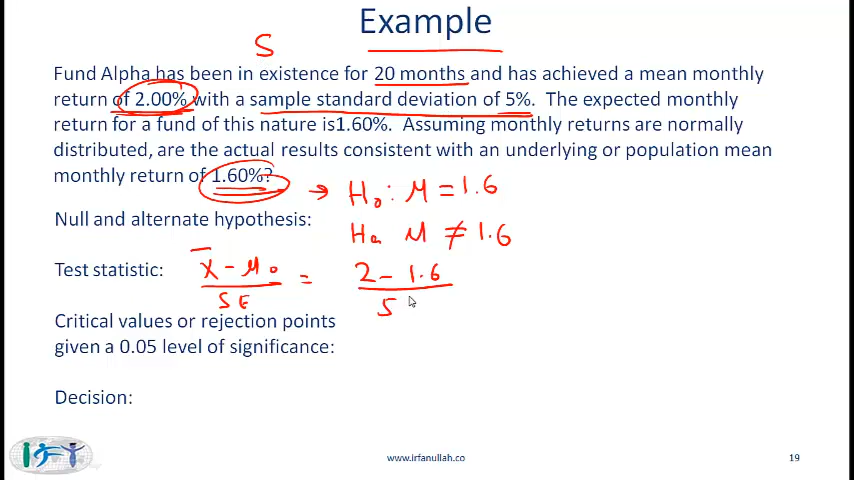 Example
S
Fund Alpha has been in existence for 20 months and has achieved a mean monthly
return of 2.00% with a sample standard deviation of 5%. The expected monthly
return for a fund of this nature is1.60%. Assuming monthly returns are normally
distributed, are the actual results consistent with an underlying or population mean
monthly return of 1.60%?
→ H₀: μ = 1.6
Null and alternate hypothesis:
Hₐ μ ≠ 1.6
Test statistic: x̄ - μ₀ = 2 - 1.6
SE 5
Critical values or rejection points
given a 0.05 level of significance:
Decision:
www.irfanullah.co
19